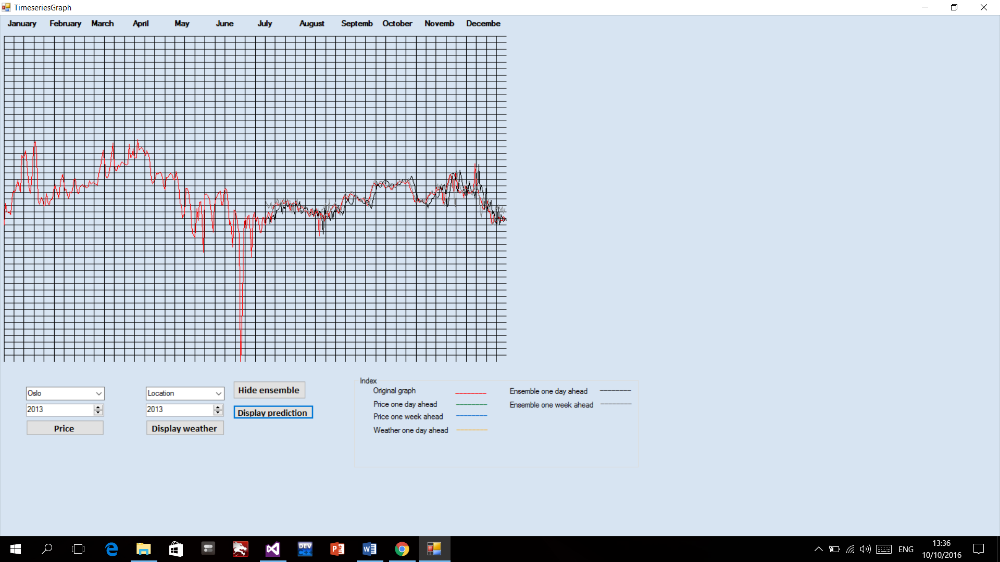 TimeseriesGraph
January February March April May June July August Septemb October Novemb Decembe
Index
Oslo Location Hide ensemble Original graph Ensemble one day ahead
2013 2013 Display prediction Price one day ahead Ensemble one week ahead
Price one week ahead
Price Display weather Weather one day ahead
DEV C++
ENG 13:36
10/10/2016